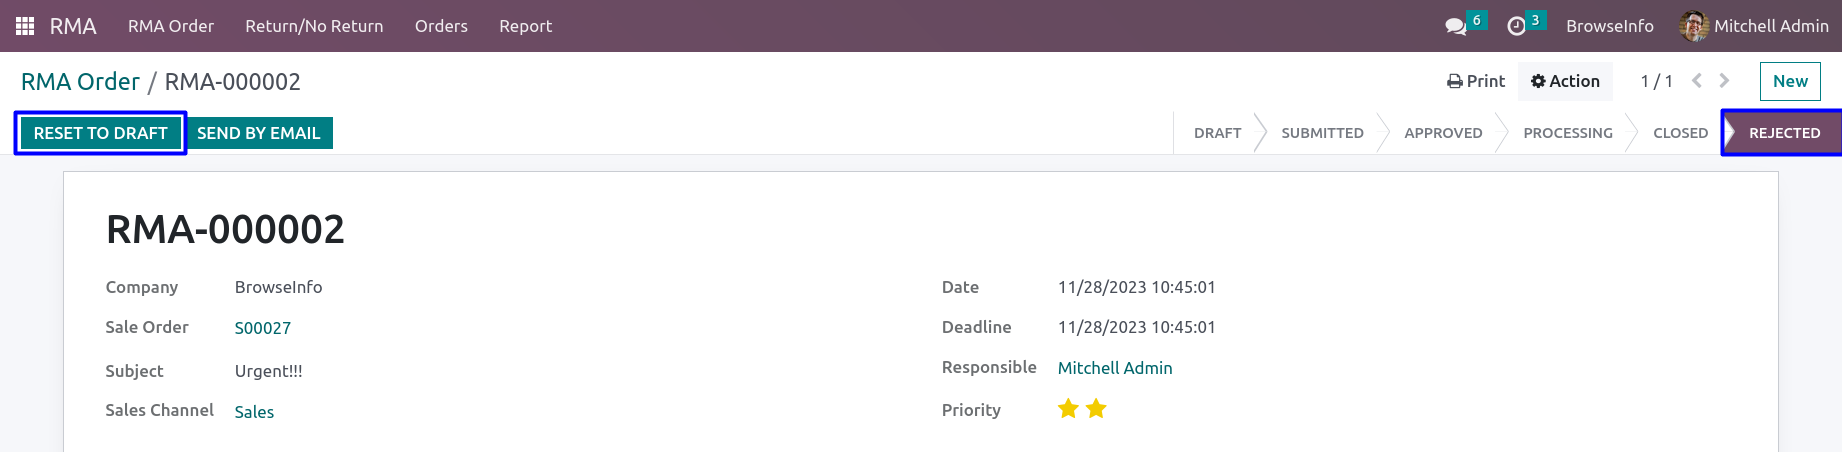 RMA RMA Order Return/No Return Orders Report 6 3 BrowseInfo Mitchell Admin
RMA Order / RMA-000002 Print Action 1 / 1 New
RESET TO DRAFT SEND BY EMAIL DRAFT SUBMITTED APPROVED PROCESSING CLOSED REJECTED
RMA-000002
Company BrowseInfo Date 11/28/2023 10:45:01
Sale Order S00027 Deadline 11/28/2023 10:45:01
Subject Urgent!!! Responsible Mitchell Admin
Sales Channel Sales Priority